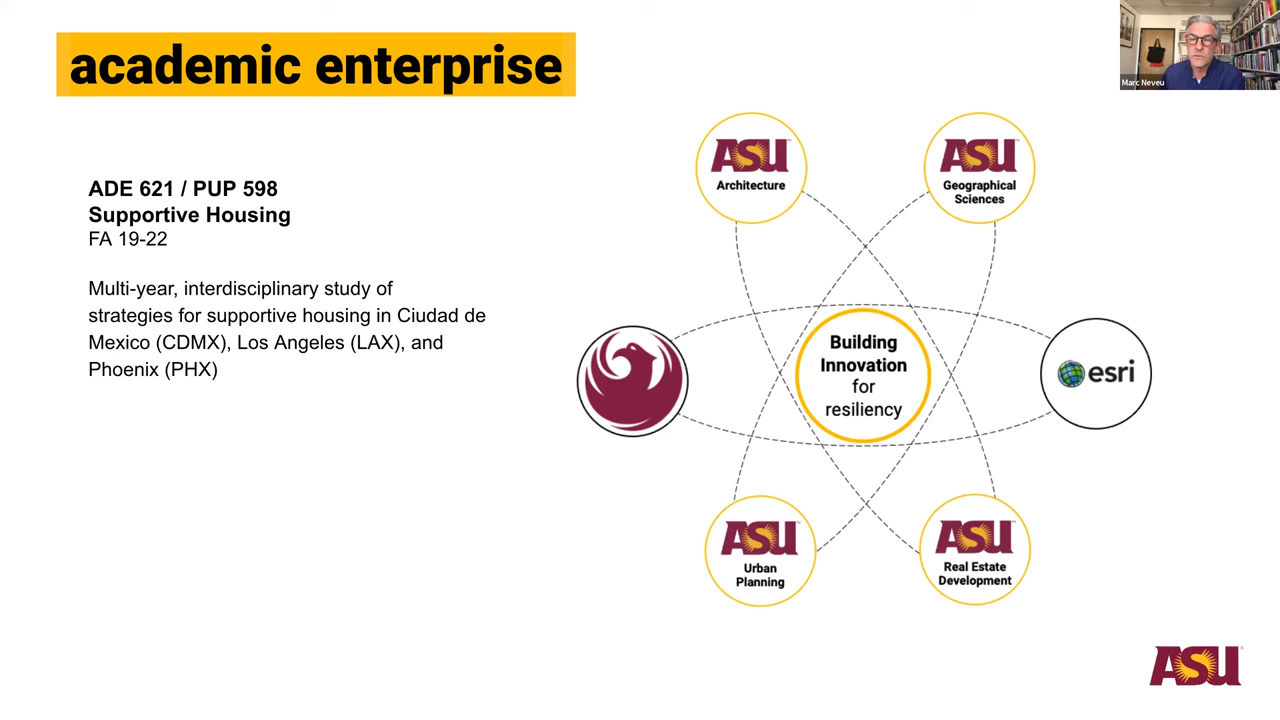 academic enterprise
Marc Neveu
ADE 621 / PUP 598
Supportive Housing
FA 19-22
Multi-year, interdisciplinary study of
strategies for supportive housing in Ciudad de
Mexico (CDMX), Los Angeles (LAX), and
Phoenix (PHX)
ASU
Architecture
ASU
Geographical
Sciences
Building
Innovation
for
resiliency
esri
ASU
Urban
Planning
ASU
Real Estate
Development
ASU